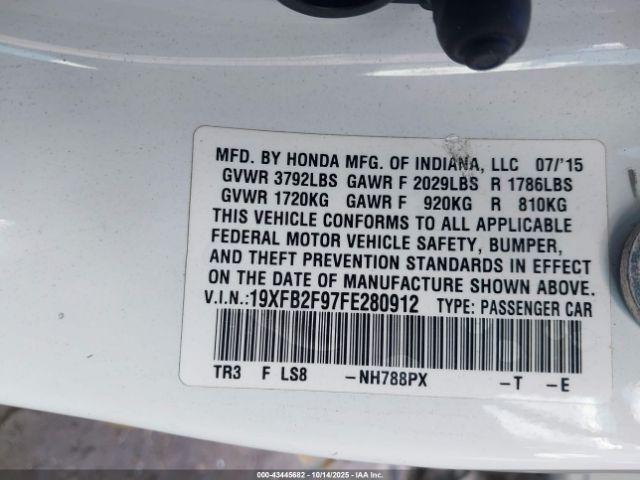 MFD. BY HONDA MFG. OF INDIANA, LLC 07/'15
GVWR 3792LBS GAWR F 2029LBS R 1786LBS
GVWR 1720KG GAWR F 920KG R 810KG
THIS VEHICLE CONFORMS TO ALL APPLICABLE
FEDERAL MOTOR VEHICLE SAFETY, BUMPER,
AND THEFT PREVENTION STANDARDS IN EFFECT
ON THE DATE OF MANUFACTURE SHOWN ABOVE.
V.I.N.:19XFB2F97FE280912 TYPE: PASSENGER CAR
TR3 F LS8 -NH788PX -T -E
000-43445682 - 10/14/2025 - IAAI.COM